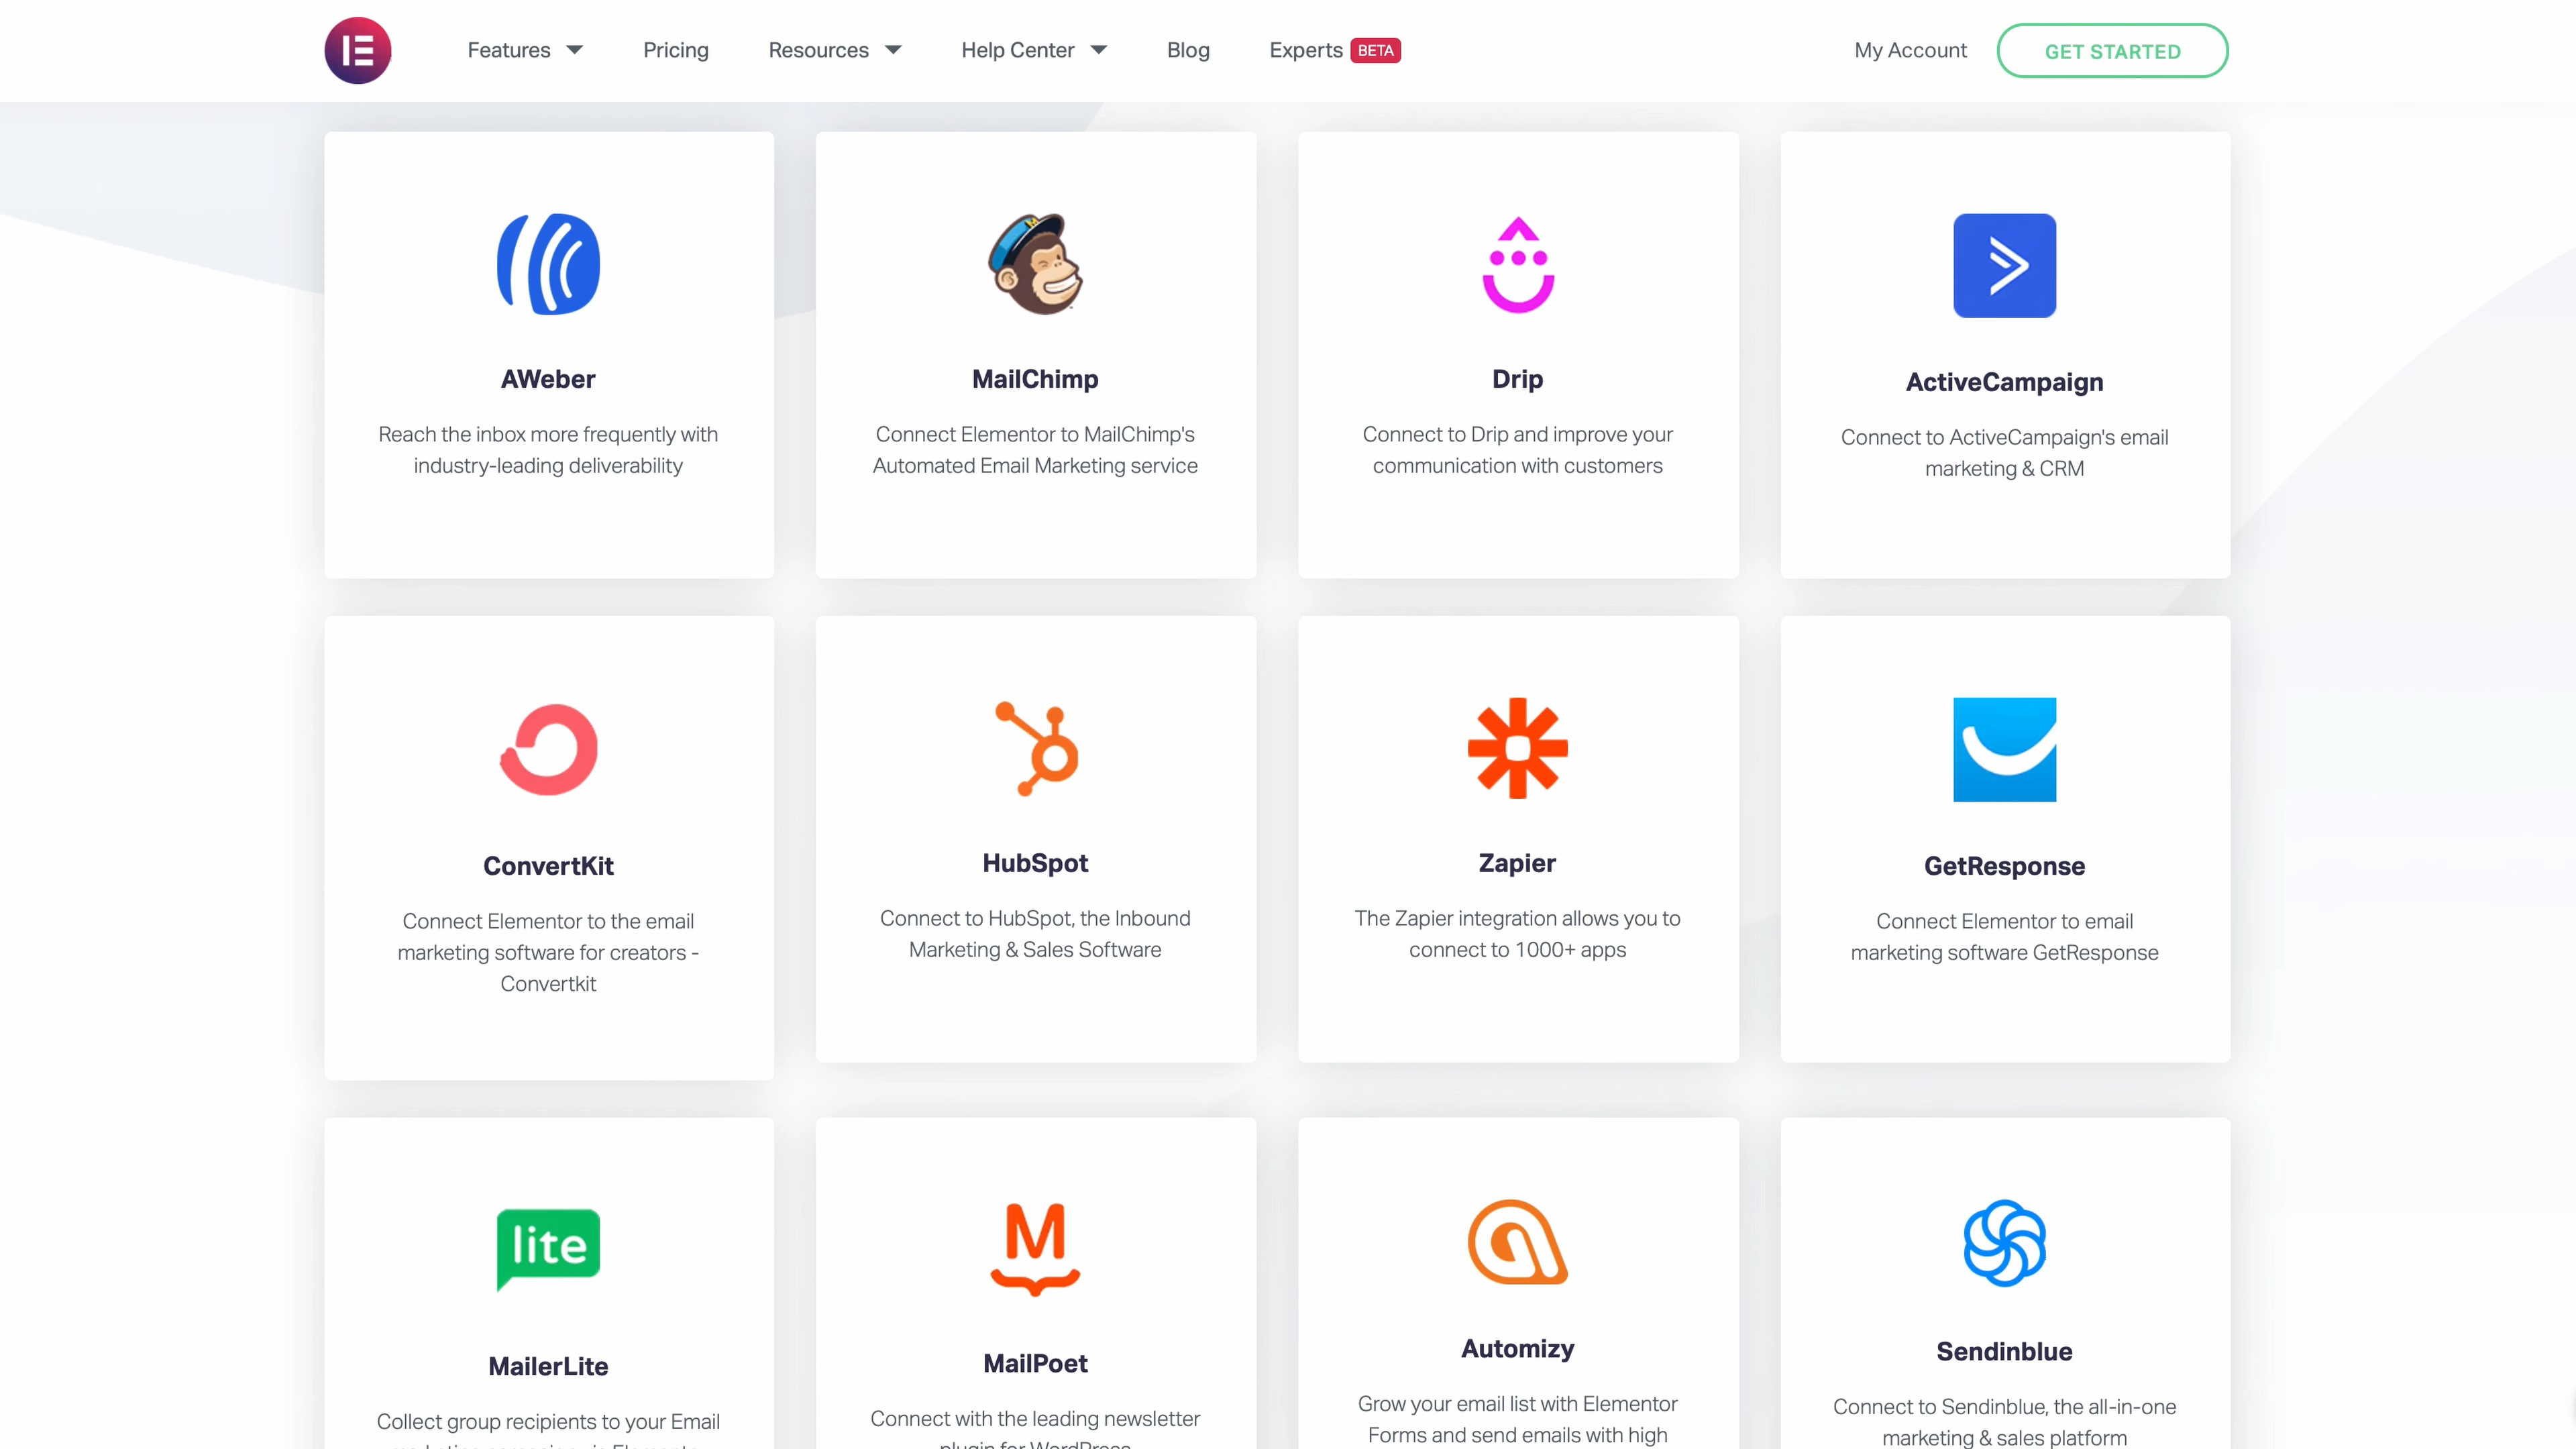 Features
Pricing
Resources
Help Center
Blog
Experts BETA
My Account
GET STARTED
AWeber
Reach the inbox more frequently with
industry-leading deliverability
MailChimp
Connect Elementor to MailChimp's
Automated Email Marketing service
Drip
Connect to Drip and improve your
communication with customers
ActiveCampaign
Connect to ActiveCampaign's email
marketing & CRM
ConvertKit
Connect Elementor to the email
marketing software for creators -
Convertkit
HubSpot
Connect to HubSpot, the Inbound
Marketing & Sales Software
Zapier
The Zapier integration allows you to
connect to 1000+ apps
GetResponse
Connect Elementor to email
marketing software GetResponse
lite
MailerLite
Collect group recipients to your Email
M
MailPoet
Connect with the leading newsletter
plugin for WordPress
Automizy
Grow your email list with Elementor
Forms and send emails with high
Sendinblue
Connect to Sendinblue, the all-in-one
marketing & sales platform